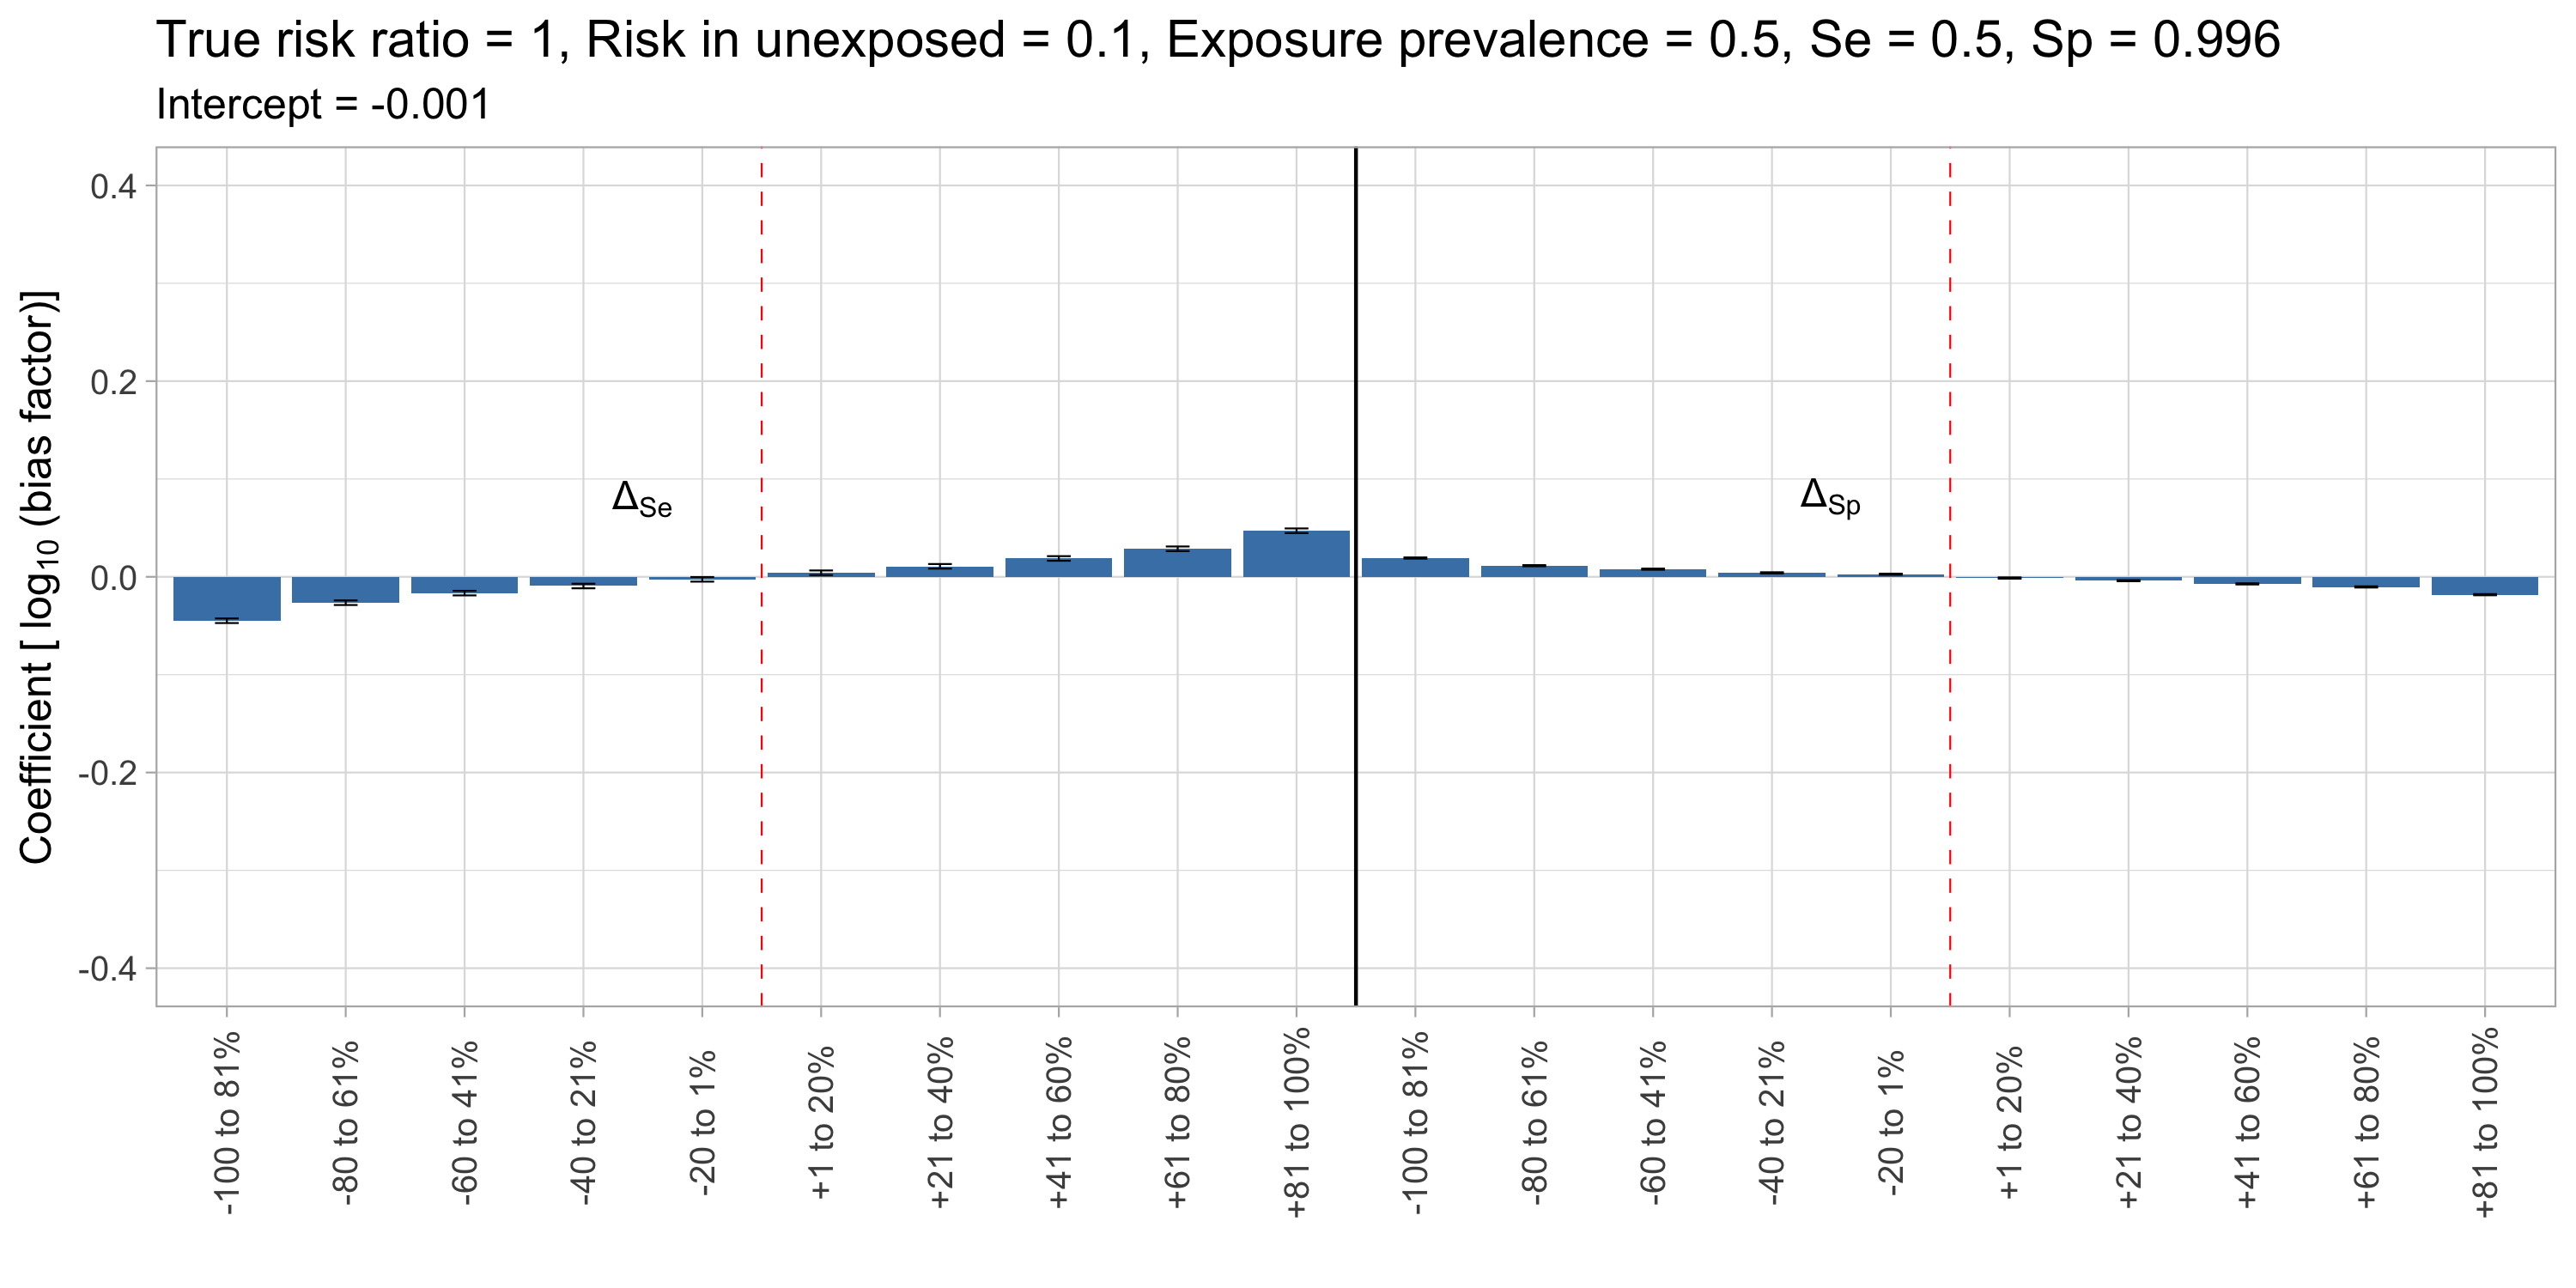 True risk ratio = 1, Risk in unexposed = 0.1, Exposure prevalence = 0.5, Se = 0.5, Sp = 0.996
Intercept = -0.001
Coefficient [ log10 (bias factor)]
0.4
0.2
0.0
-0.2
-0.4
ΔSe
ΔSp
-100 to 81%
-80 to 61%
-60 to 41%
-40 to 21%
-20 to 1%
+1 to 20%
+21 to 40%
+41 to 60%
+61 to 80%
+81 to 100%
-100 to 81%
-80 to 61%
-60 to 41%
-40 to 21%
-20 to 1%
+1 to 20%
+21 to 40%
+41 to 60%
+61 to 80%
+81 to 100%